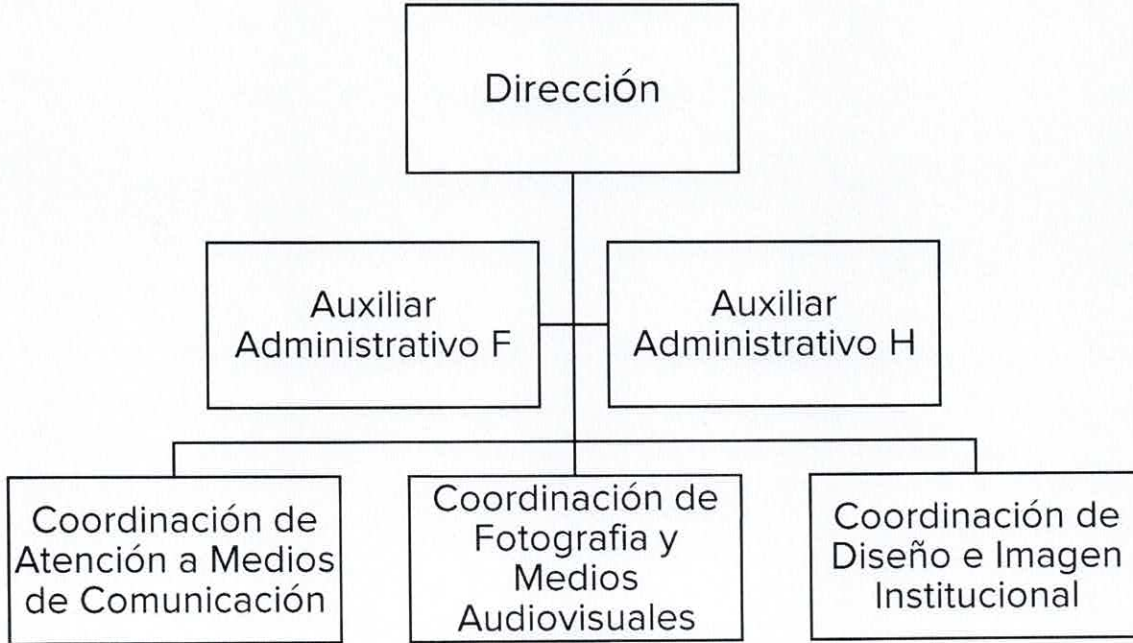 Dirección
Auxiliar
Administrativo F
Auxiliar
Administrativo H
Coordinación de
Atención a Medios
de Comunicación
Coordinación de
Fotografia y
Medios
Audiovisuales
Coordinación de
Diseño e Imagen
Institucional